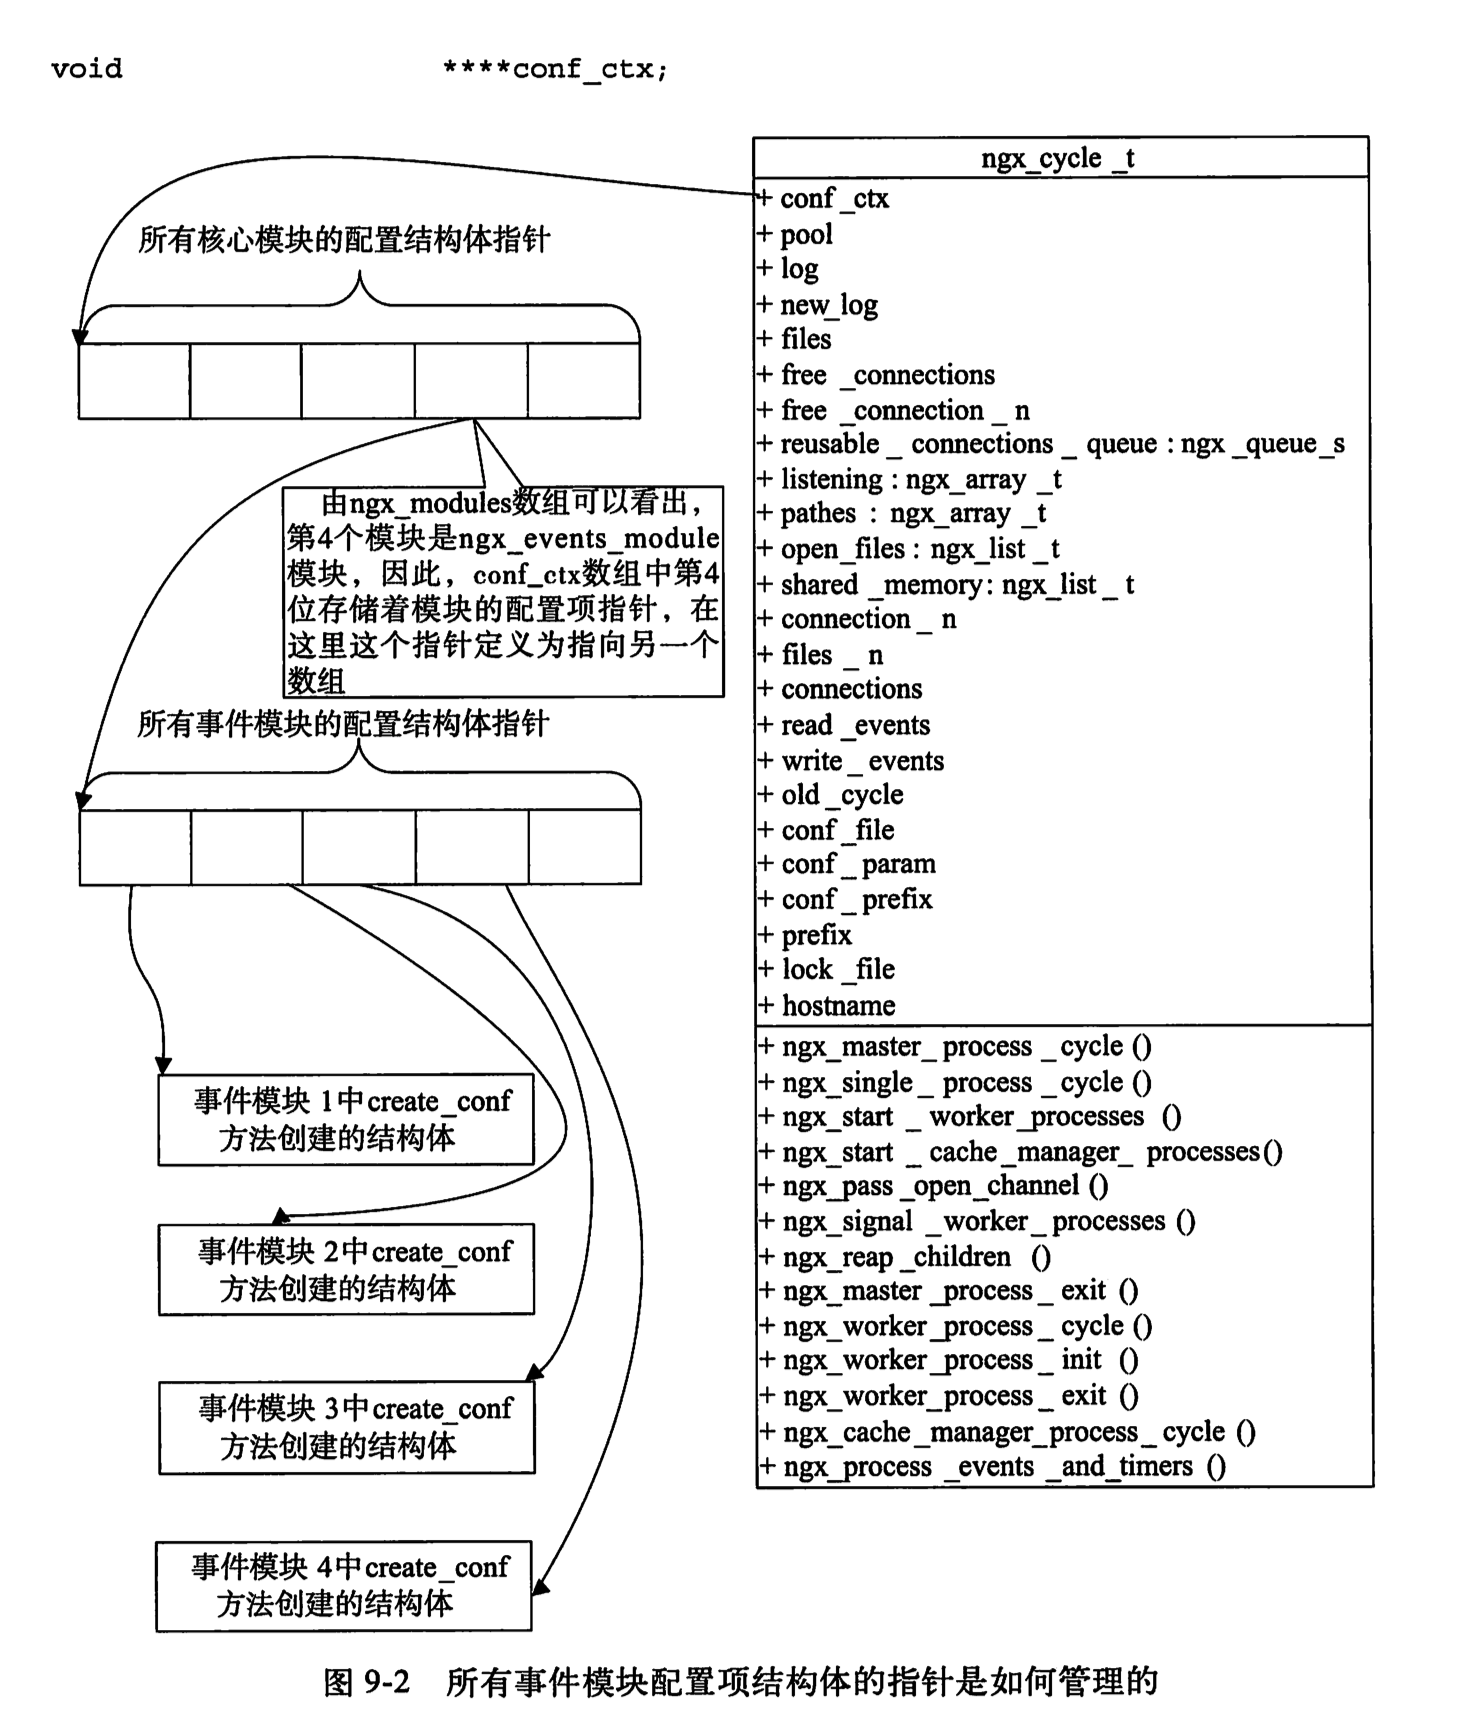 void ****conf_ctx;
ngx_cycle _t
+ conf _ctx
+ pool
+ log
+ new_log
+ files
+ free _connections
+ free _connection _ n
+ reusable _ connections _ queue : ngx _queue_s
+ listening : ngx_array _t
+ pathes : ngx_array _t
+ open_files : ngx_list _t
+ shared _memory: ngx_list _ t
+ connection _ n
+ files _ n
+ connections
+ read _events
+ write _ events
+ old _cycle
+ conf _file
+ conf _ param
+ conf _ prefix
+ prefix
+ lock _file
+ hostname
+ ngx_master_ process _ cycle ()
+ ngx_single_ process _cycle ()
+ ngx_start _ worker_processes ()
+ ngx_start _ cache _manager_ processes()
+ ngx_pass _open_channel ()
+ ngx_signal _worker_ processes ()
+ ngx_reap _children ()
+ ngx_master _process _ exit ()
+ ngx_worker_process _ cycle ()
+ ngx_worker_process _ init ()
+ ngx_worker_process _ exit ()
+ ngx_cache _manager_process _ cycle ()
+ ngx_process _events _and_timers ()
所有核心模块的配置结构体指针
由ngx_modules数组可以看出，
第4个模块是ngx_events_module
模块，因此，conf_ctx数组中第4
位存储着模块的配置项指针，在
这里这个指针定义为指向另一个
数组
所有事件模块的配置结构体指针
事件模块 1中create_conf
方法创建的结构体
事件模块 2中create_conf
方法创建的结构体
事件模块 3中create_conf
方法创建的结构体
事件模块 4中create_conf
方法创建的结构体
图 9-2 所有事件模块配置项结构体的指针是如何管理的